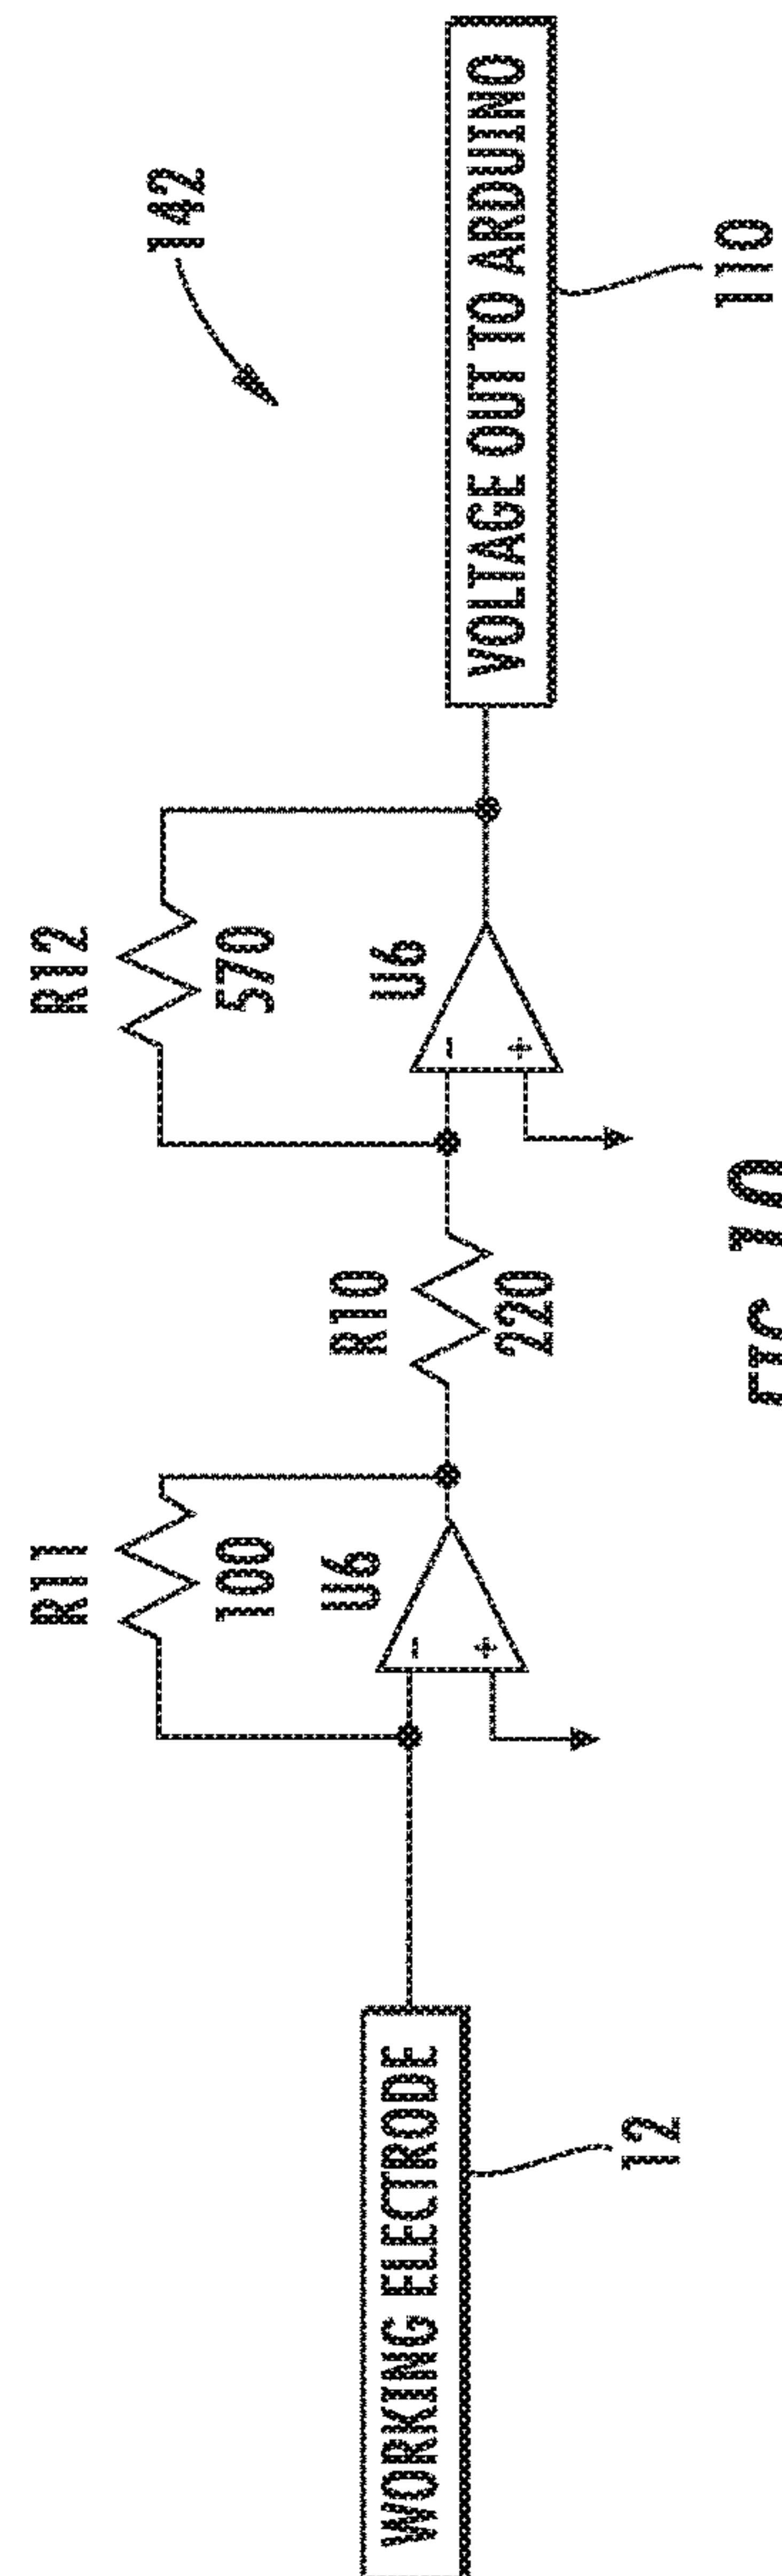 142
R11
100
U6
R10
220
R12
570
U6
-
+
-
+
WORKING ELECTRODE
12
VOLTAGE OUT TO ARDUINO
110